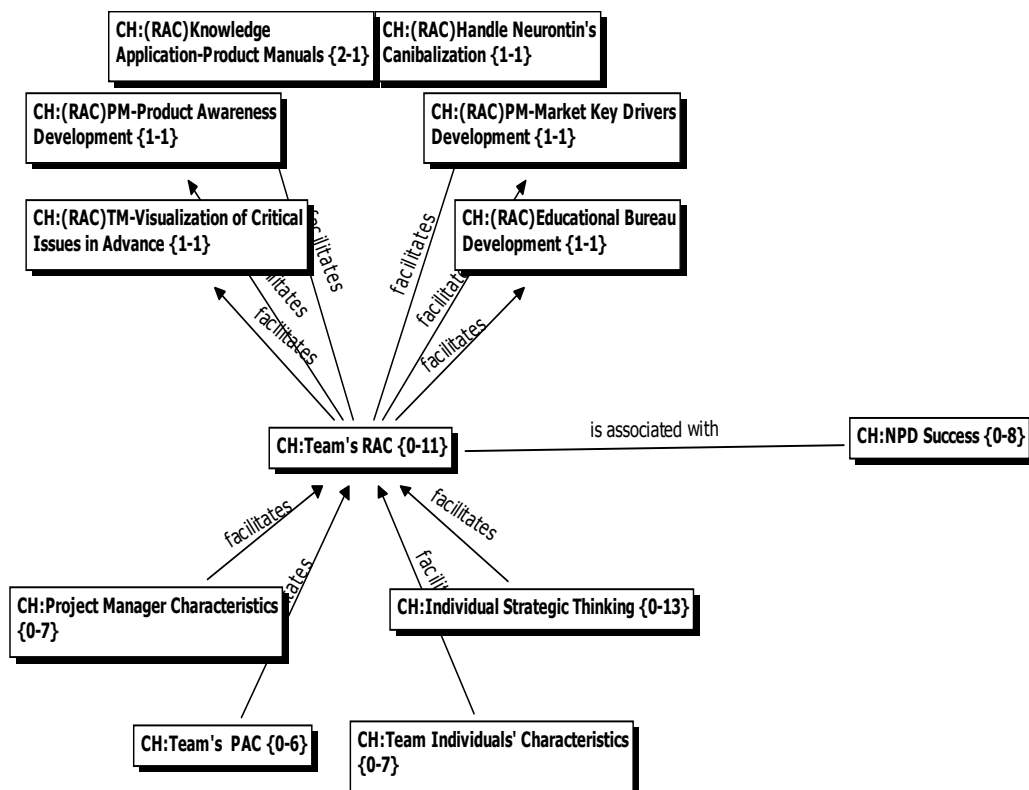 CH:(RAC)Knowledge
Application-Product Manuals {2-1}
CH:(RAC)Handle Neurontin's
Canibalization {1-1}
CH:(RAC)PM-Product Awareness
Development {1-1}
CH:(RAC)PM-Market Key Drivers
Development {1-1}
CH:(RAC)TM-Visualization of Critical
Issues in Advance {1-1}
CH:(RAC)Educational Bureau
Development {1-1}
facilitates
facilitates
facilitates
facilitates
CH:Team's RAC {0-11}
is associated with
CH:NPD Success {0-8}
facilitates
facilitates
CH:Project Manager Characteristics
{0-7}
CH:Individual Strategic Thinking {0-13}
CH:Team's PAC {0-6}
CH:Team Individuals' Characteristics
{0-7}